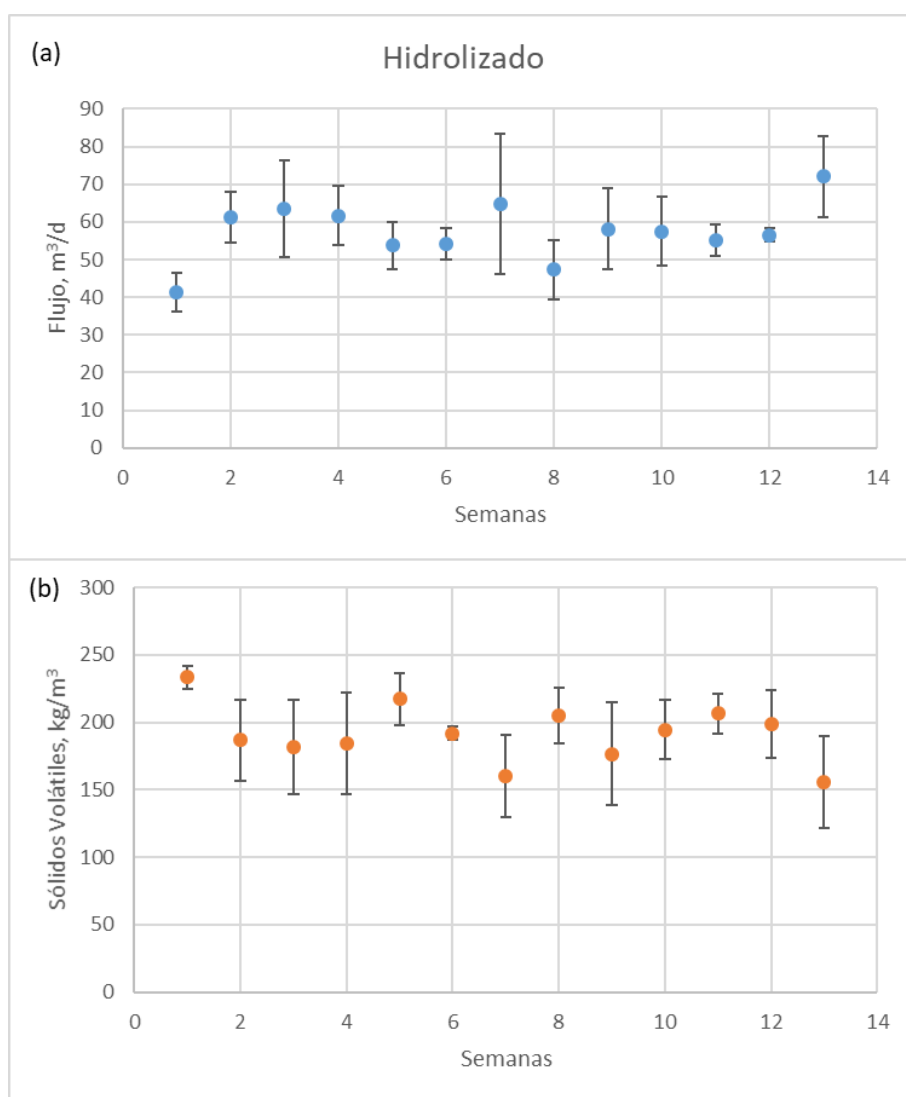 (a)
Hidrolizado
Flujo, m³/d
90
80
70
60
50
40
30
20
10
0
0 2 4 6 8 10 12 14
Semanas
(b)
Sólidos Volátiles, kg/m³
300
250
200
150
100
50
0
0 2 4 6 8 10 12 14
Semanas